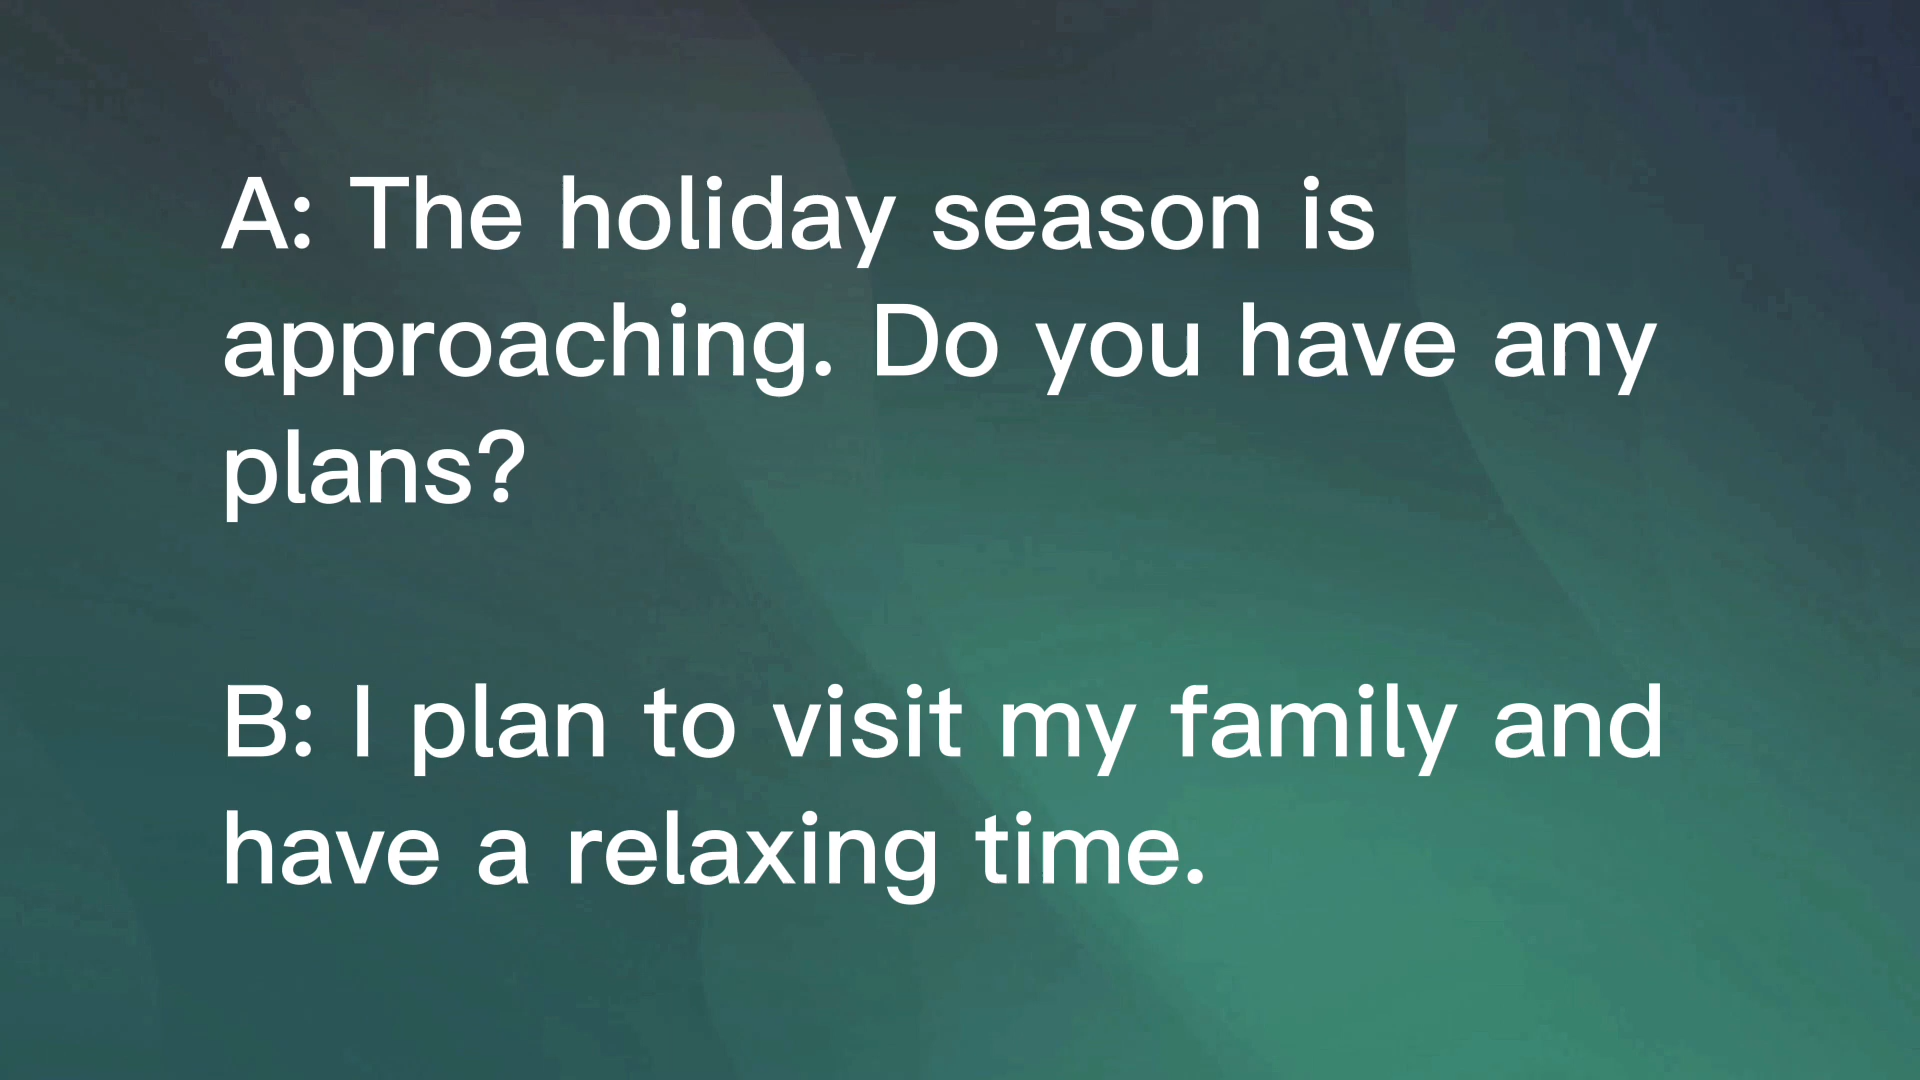 A: The holiday season is
approaching. Do you have any
plans?
B: I plan to visit my family and
have a relaxing time.